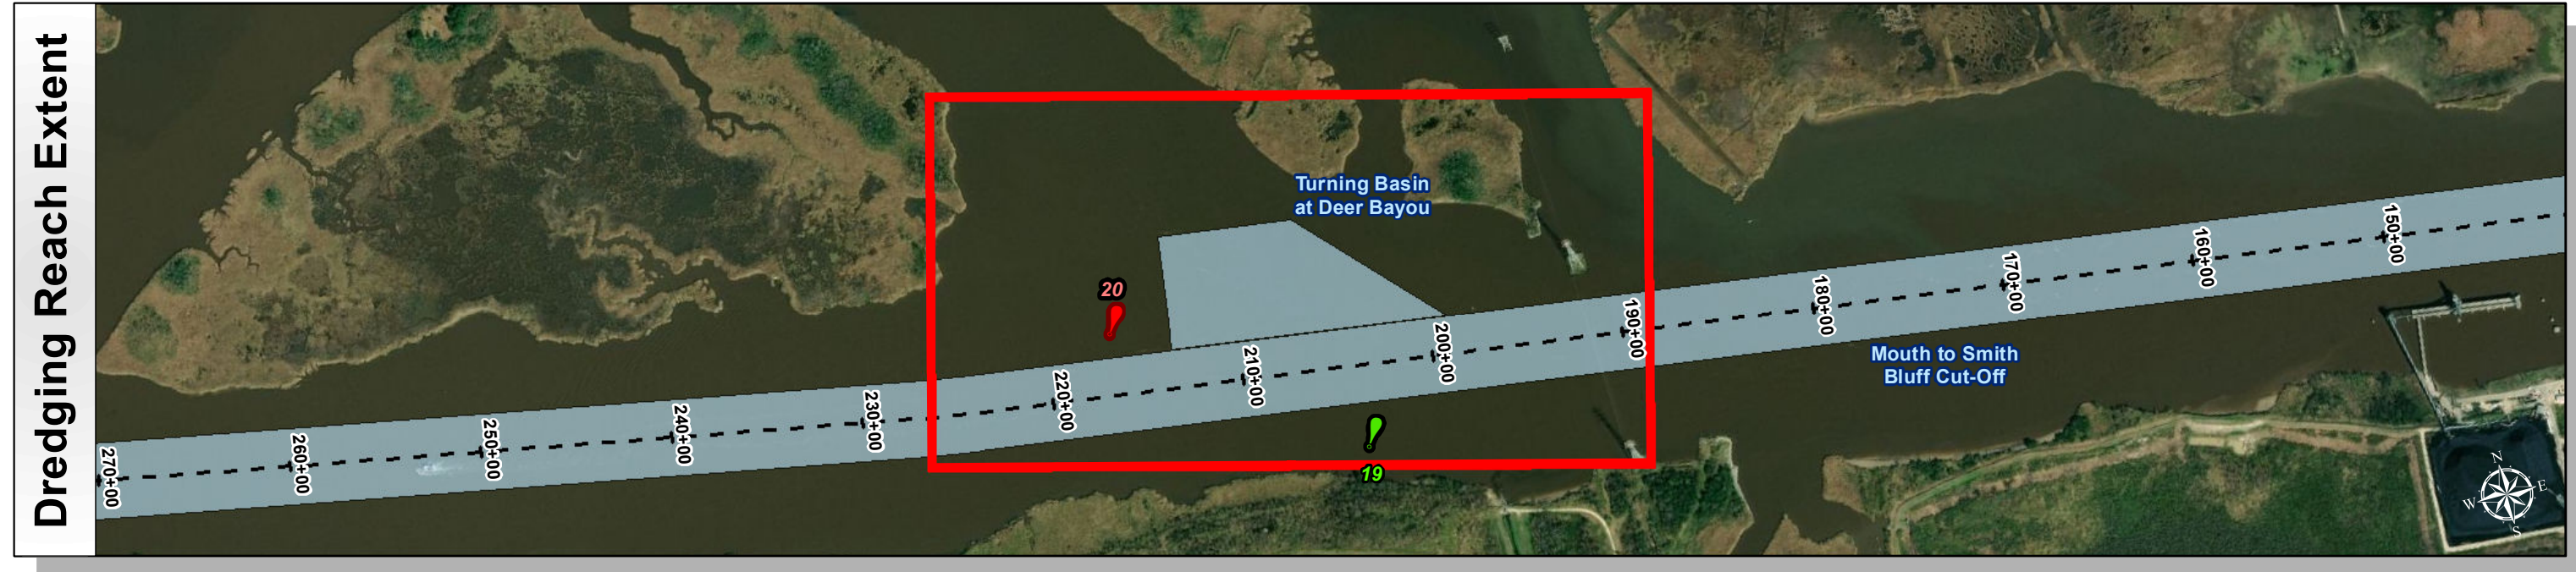 Dredging Reach Extent
Turning Basin
at Deer Bayou
20
19
Mouth to Smith
Bluff Cut-Off
270+00
260+00
250+00
240+00
230+00
220+00
210+00
200+00
190+00
180+00
170+00
160+00
150+00
N
W
E
S